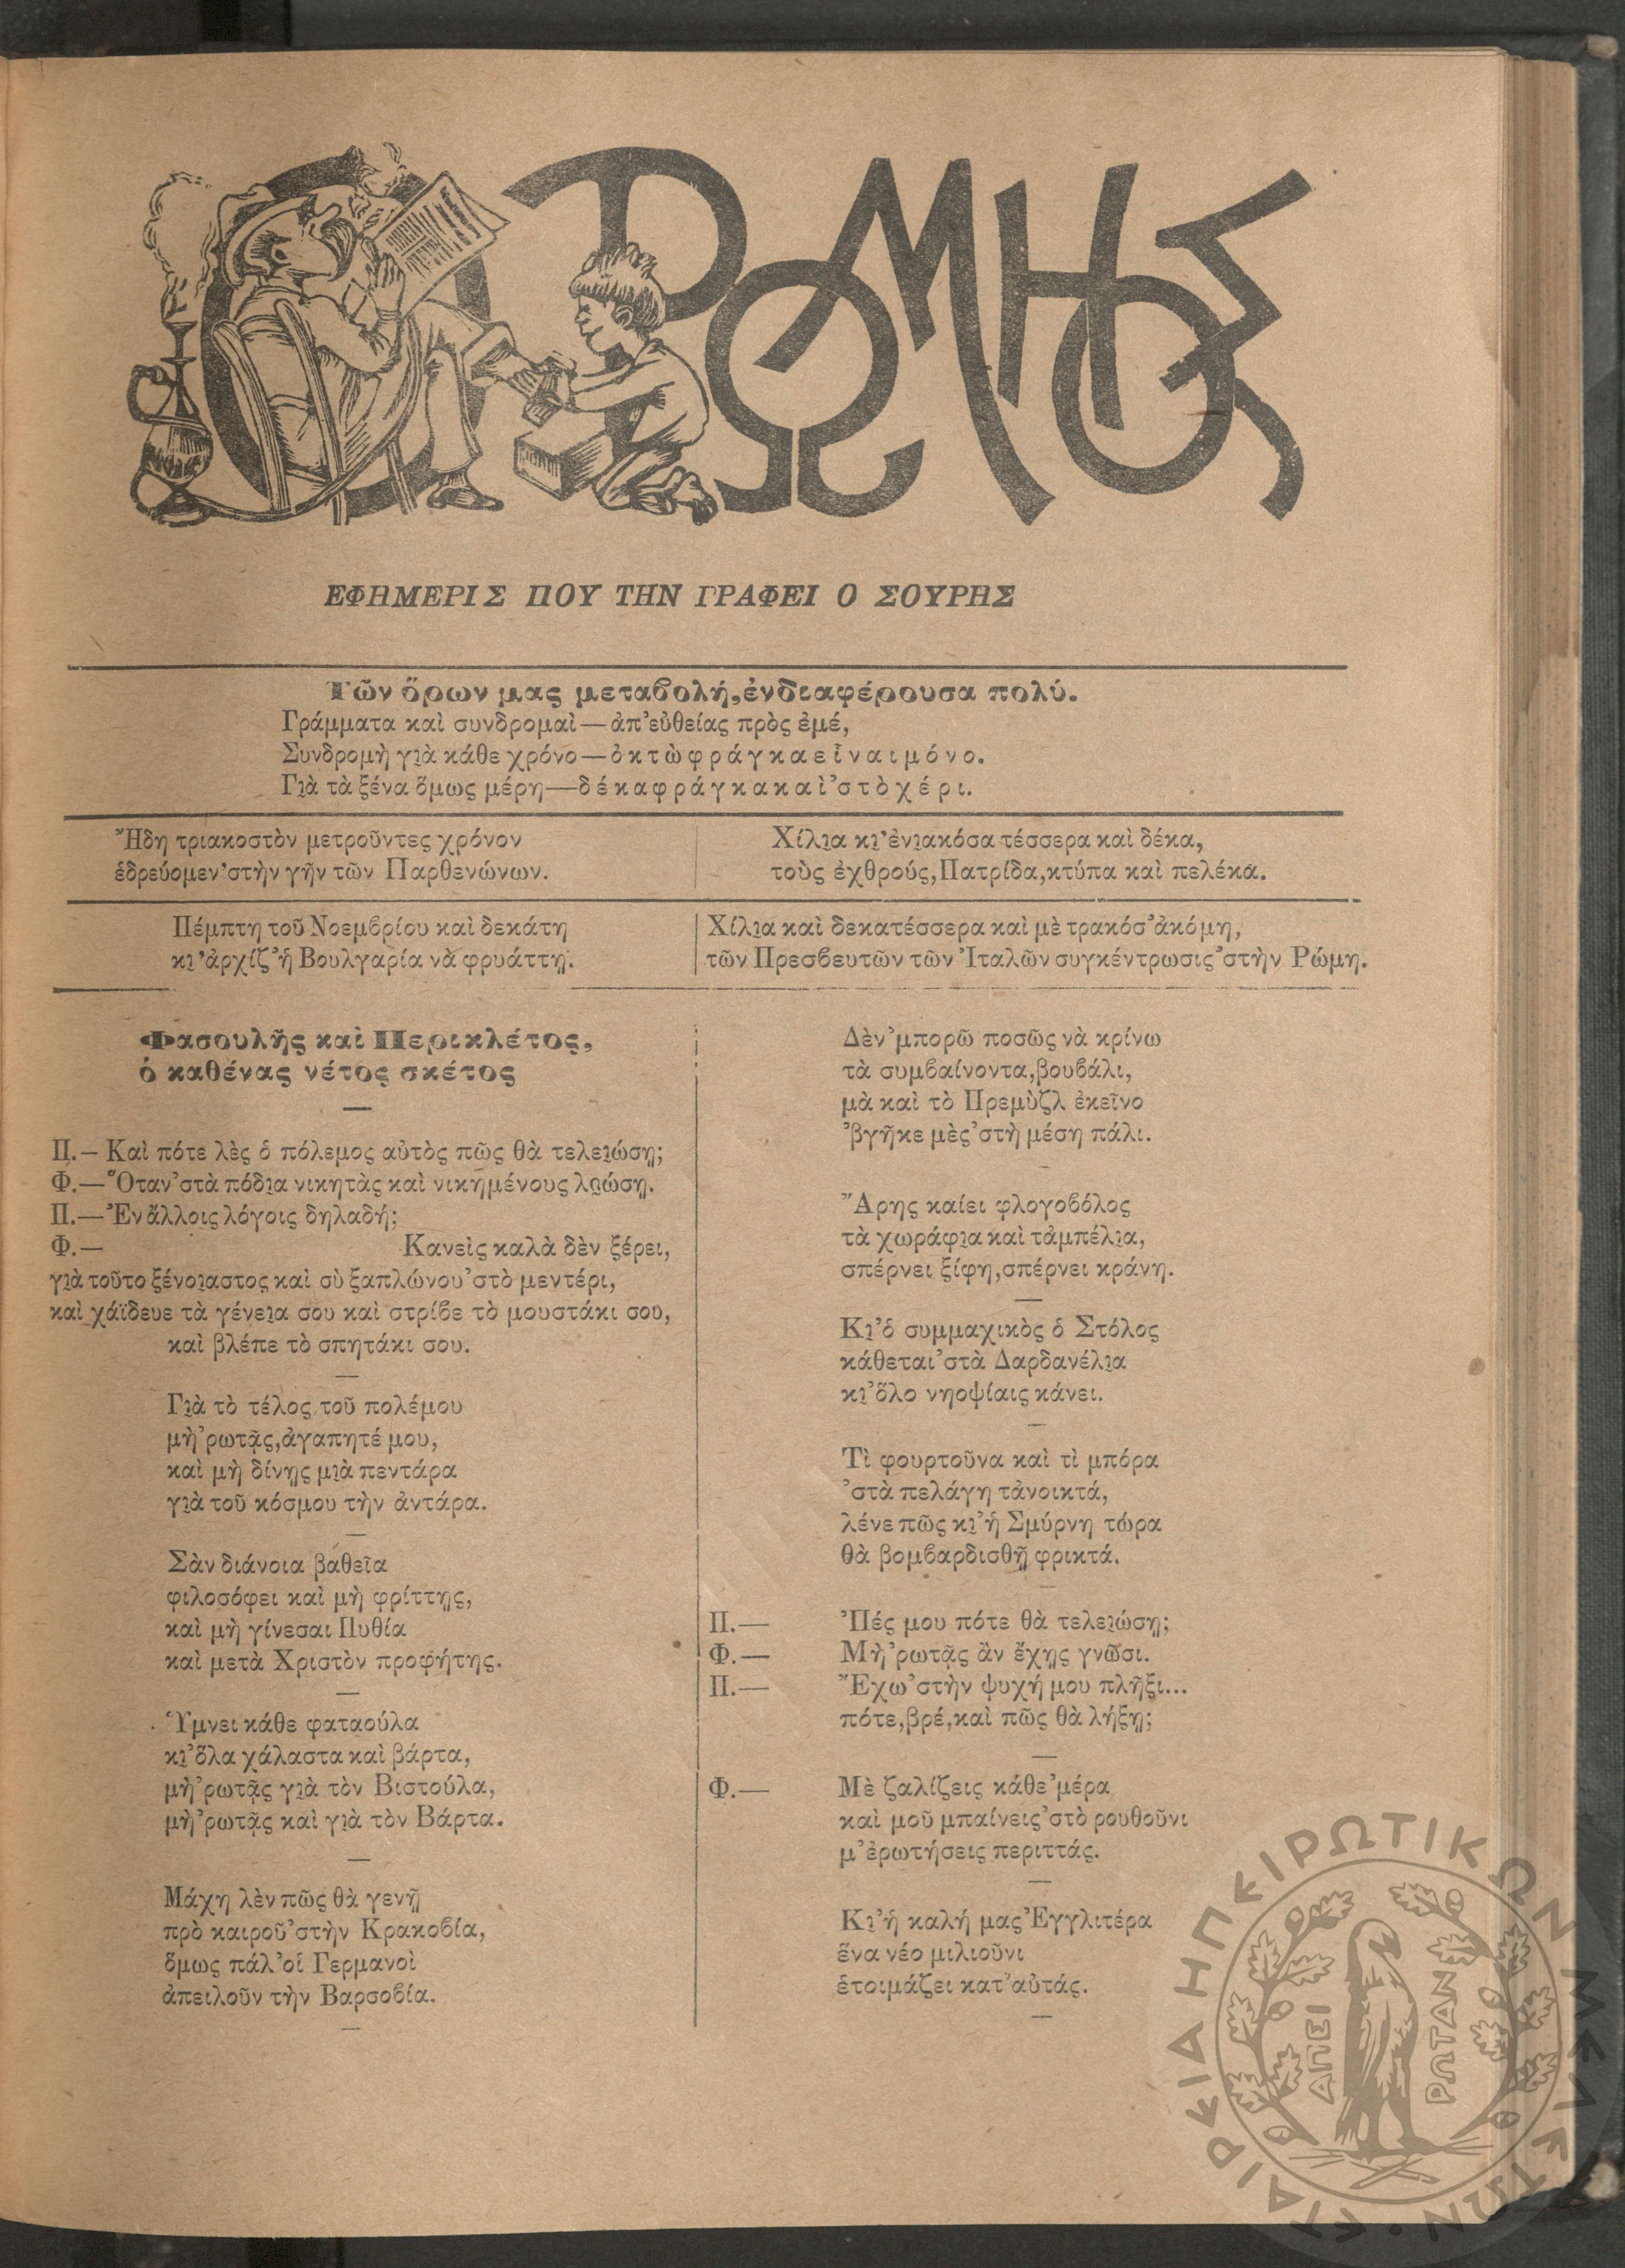 Ο ΡΩΜΗΟΣ
ΕΦΗΜΕΡΙΣ ΠΟΥ ΤΗΝ ΓΡΑΦΕΙ Ο ΣΟΥΡΗΣ
Τῶν ὅρων μας μεταβολή, ἐνδιαφέρουσα πολύ.
Γράμματα καὶ συνδρομαὶ—ἀπ' εὐθείας πρὸς ἐμέ,
Συνδρομὴ γιὰ κάθε χρόνο—ὀκτὼ φράγκα εἶναι μόνο.
Γιὰ τὰ ξένα ὅμως μέρη—δέκα φράγκα καὶ 'στὸ χέρι.
Ἤδη τριακοστὸν μετροῦντες χρόνον
ἑδρεύομεν 'στὴν γῆν τῶν Παρθενώνων.
Χίλια κι' ἐνιακόσα τέσσερα καὶ δέκα,
τοὺς ἐχθρούς, Πατρίδα, κτύπα καὶ πελέκα.
Πέμπτη τοῦ Νοεμβρίου καὶ δεκάτη
κι' ἀρχίζ' ἡ Βουλγαρία νὰ φρυάττῃ.
Χίλια καὶ δεκατέσσερα καὶ μὲ τρακόσ' ἀκόμη,
τῶν Πρεσβευτῶν τῶν Ἰταλῶν συγκέντρωσις 'στὴν Ρώμη.
Φασουλῆς καὶ Περικλέτος,
ὁ καθένας νέτος σκέτος
Π.— Καὶ πότε λὲς ὁ πόλεμος αὐτὸς πῶς θὰ τελειώσῃ;
Φ.—Ὅταν 'στὰ πόδια νικητὰς καὶ νικημένους λυώσῃ.
Π.—Ἐν ἄλλοις λόγοις δηλαδή;
Φ.— Κανεὶς καλὰ δὲν ξέρει,
γιὰ τοῦτο ξένοιαστος καὶ σὺ ξαπλώνου 'στὸ μεντέρι,
καὶ χάϊδευε τὰ γένεια σου καὶ στρίβε τὸ μουστάκι σου,
καὶ βλέπε τὸ σπητάκι σου.
Γιὰ τὸ τέλος τοῦ πολέμου
μὴ 'ρωτᾷς, ἀγαπητέ μου,
καὶ μὴ δίνῃς μιὰ πεντάρα
γιὰ τοῦ κόσμου τὴν ἀντάρα.
Σὰν διάνοια βαθεῖα
φιλοσόφει καὶ μὴ φρίττῃς,
καὶ μὴ γίνεσαι Πυθία
καὶ μετὰ Χριστὸν προφήτης.
Ὕμνει κάθε φαταούλα
κι' ὅλα χάλαστα καὶ βάρτα,
μὴ 'ρωτᾷς γιὰ τὸν Βιστούλα,
μὴ 'ρωτᾷς καὶ γιὰ τὸν Βάρτα.
Μάχη λὲν πῶς θὰ γενῇ
πρὸ καιροῦ 'στὴν Κρακοβία,
ὅμως πάλ' οἱ Γερμανοὶ
ἀπειλοῦν τὴν Βαρσοβία.
Δὲν 'μπορῶ ποσῶς νὰ κρίνω
τὰ συμβαίνοντα, βουβάλι,
μὰ καὶ τὸ Πρεμὺζλ ἐκεῖνο
'βγῆκε μὲς 'στὴ μέση πάλι.
Ἄρης καίει φλογοβόλος
τὰ χωράφια καὶ τἀμπέλια,
σπέρνει ξίφη, σπέρνει κράνη.
Κι' ὁ συμμαχικὸς ὁ Στόλος
κάθεται 'στὰ Δαρδανέλια
κι' ὅλο νηοψίαις κάνει.
Τὶ φουρτοῦνα καὶ τὶ μπόρα
'στὰ πελάγη τἀνοικτά,
λένε πῶς κι' ἡ Σμύρνη τώρα
θὰ βομβαρδισθῇ φρικτά.
Π.— Πές μου πότε θὰ τελειώσῃ;
Φ.— Μὴ 'ρωτᾷς ἂν ἔχῃς γνῶσι.
Π.— Ἔχω 'στὴν ψυχή μου πλῆξι...
πότε, βρέ, καὶ πῶς θὰ λήξῃ;
Φ.— Μὲ ζαλίζεις κάθε 'μέρα
καὶ μοῦ μπαίνεις 'στὸ ρουθοῦνι
μ' ἐρωτήσεις περιττάς.
Κι' ἡ καλή μας Ἐγγλιτέρα
ἕνα νέο μιλιοῦνι
ἑτοιμάζει κατ' αὐτάς.
ΕΤΑΙΡΕΙΑ ΗΠΕΙΡΩΤΙΚΩΝ ΜΕΛΕΤΩΝ
ΑΠΕΙ ΡΩΤΑΝ